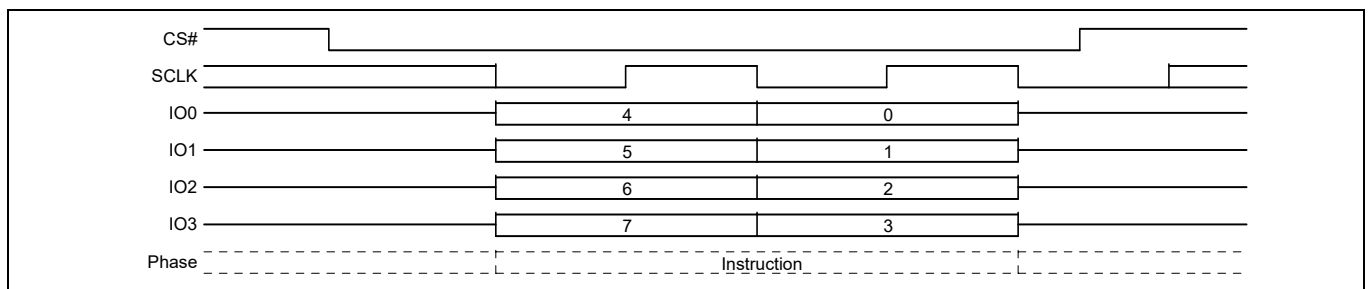 CS#
SCLK
IO0 4 0
IO1 5 1
IO2 6 2
IO3 7 3
Phase Instruction